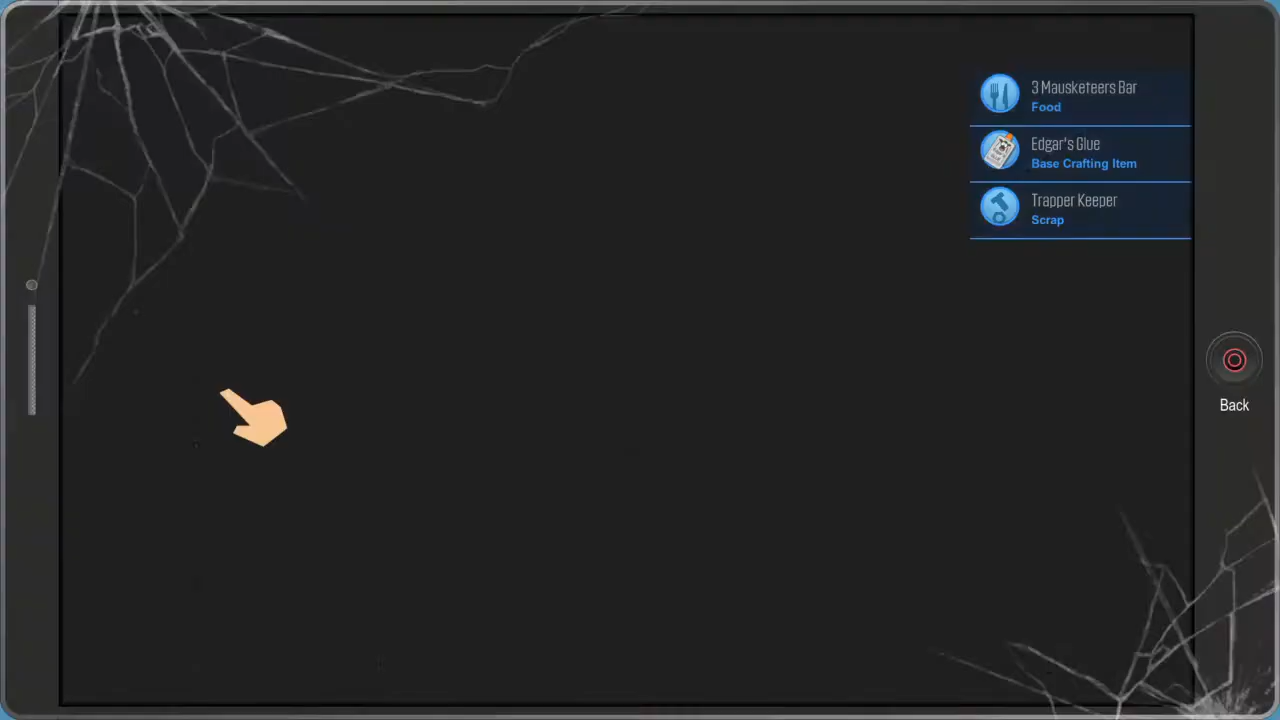 3 Mausketeers Bar
Food
Edgar's Glue
Base Crafting Item
Trapper Keeper
Scrap
Back